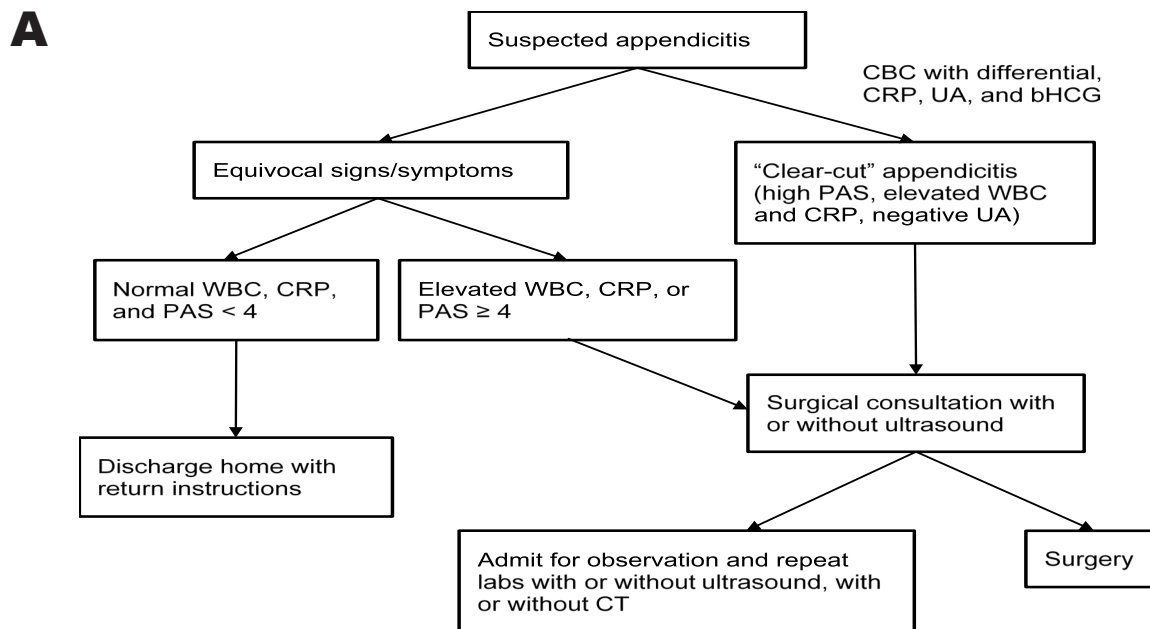 A
Suspected appendicitis
CBC with differential,
CRP, UA, and bHCG
Equivocal signs/symptoms
“Clear-cut” appendicitis
(high PAS, elevated WBC
and CRP, negative UA)
Normal WBC, CRP,
and PAS < 4
Elevated WBC, CRP, or
PAS ≥ 4
Surgical consultation with
or without ultrasound
Discharge home with
return instructions
Admit for observation and repeat
labs with or without ultrasound, with
or without CT
Surgery